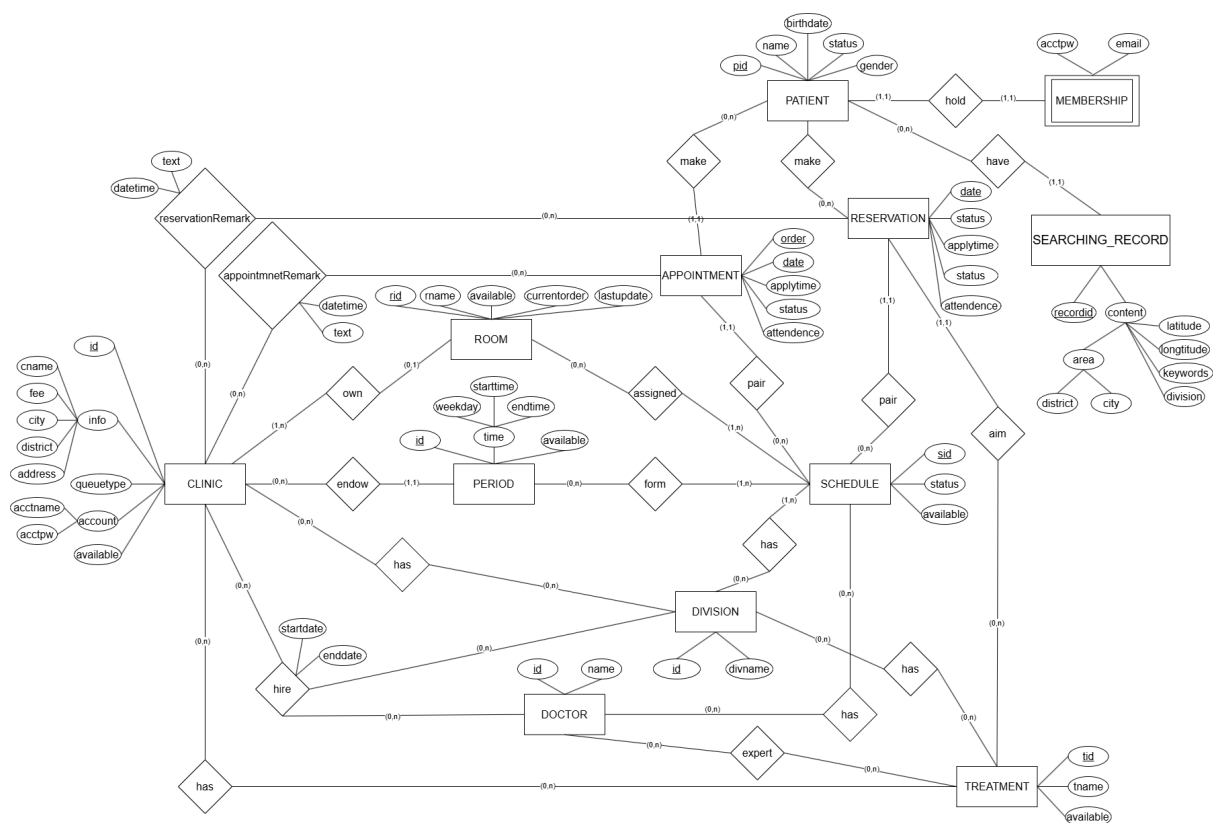 birthdate
name
status
pid
gender
PATIENT
(1,1)
hold
(1,1)
acctpw
email
MEMBERSHIP
(0,n)
(0,n)
make
make
have
(1,1)
(1,1)
(0,n)
text
datetime
reservationRemark
(0,n)
RESERVATION
date
status
applytime
status
attendence
SEARCHING_RECORD
recordid
content
latitude
longtitude
keywords
division
area
district
city
appointmnetRemark
(0,n)
APPOINTMENT
order
date
applytime
status
attendence
datetime
text
rid
rname
available
currentorder
lastupdate
ROOM
(0,1)
(0,n)
(1,1)
(1,1)
(1,1)
(0,n)
(0,n)
own
assigned
pair
pair
aim
(1,n)
(1,n)
(0,n)
(0,n)
id
cname
fee
city
district
address
info
queuetype
acctname
acctpw
account
available
CLINIC
(0,n)
endow
(1,1)
starttime
weekday
endtime
time
id
available
PERIOD
(0,n)
form
(1,n)
SCHEDULE
sid
status
available
(0,n)
has
(0,n)
(1,n)
has
(0,n)
DIVISION
id
divname
(0,n)
(0,n)
(0,n)
(0,n)
(0,n)
has
(0,n)
startdate
enddate
hire
(0,n)
(0,n)
id
name
DOCTOR
(0,n)
has
(0,n)
expert
(0,n)
has
(0,n)
TREATMENT
tid
tname
available